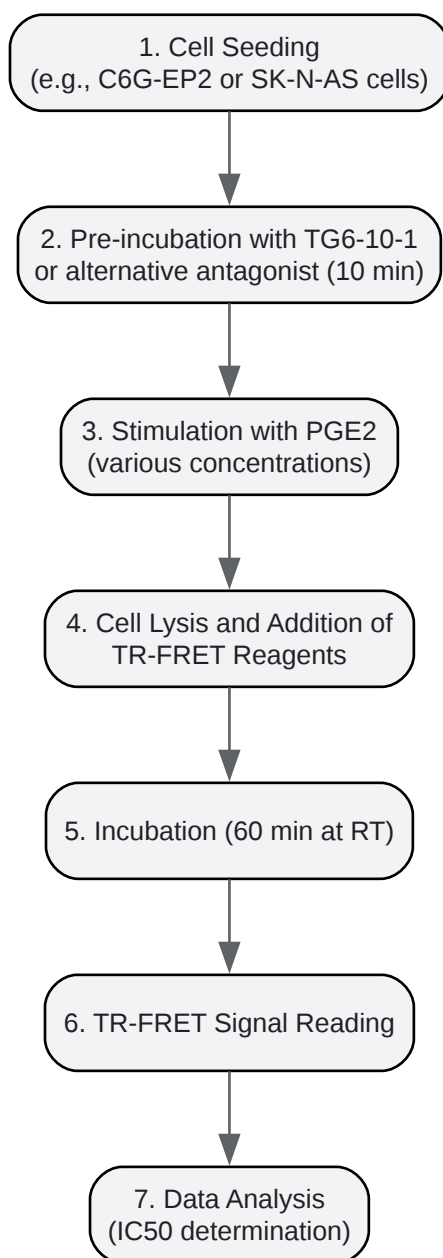 1. Cell Seeding
(e.g., C6G-EP2 or SK-N-AS cells)
2. Pre-incubation with TG6-10-1
or alternative antagonist (10 min)
3. Stimulation with PGE2
(various concentrations)
4. Cell Lysis and Addition of
TR-FRET Reagents
5. Incubation (60 min at RT)
6. TR-FRET Signal Reading
7. Data Analysis
(IC50 determination)